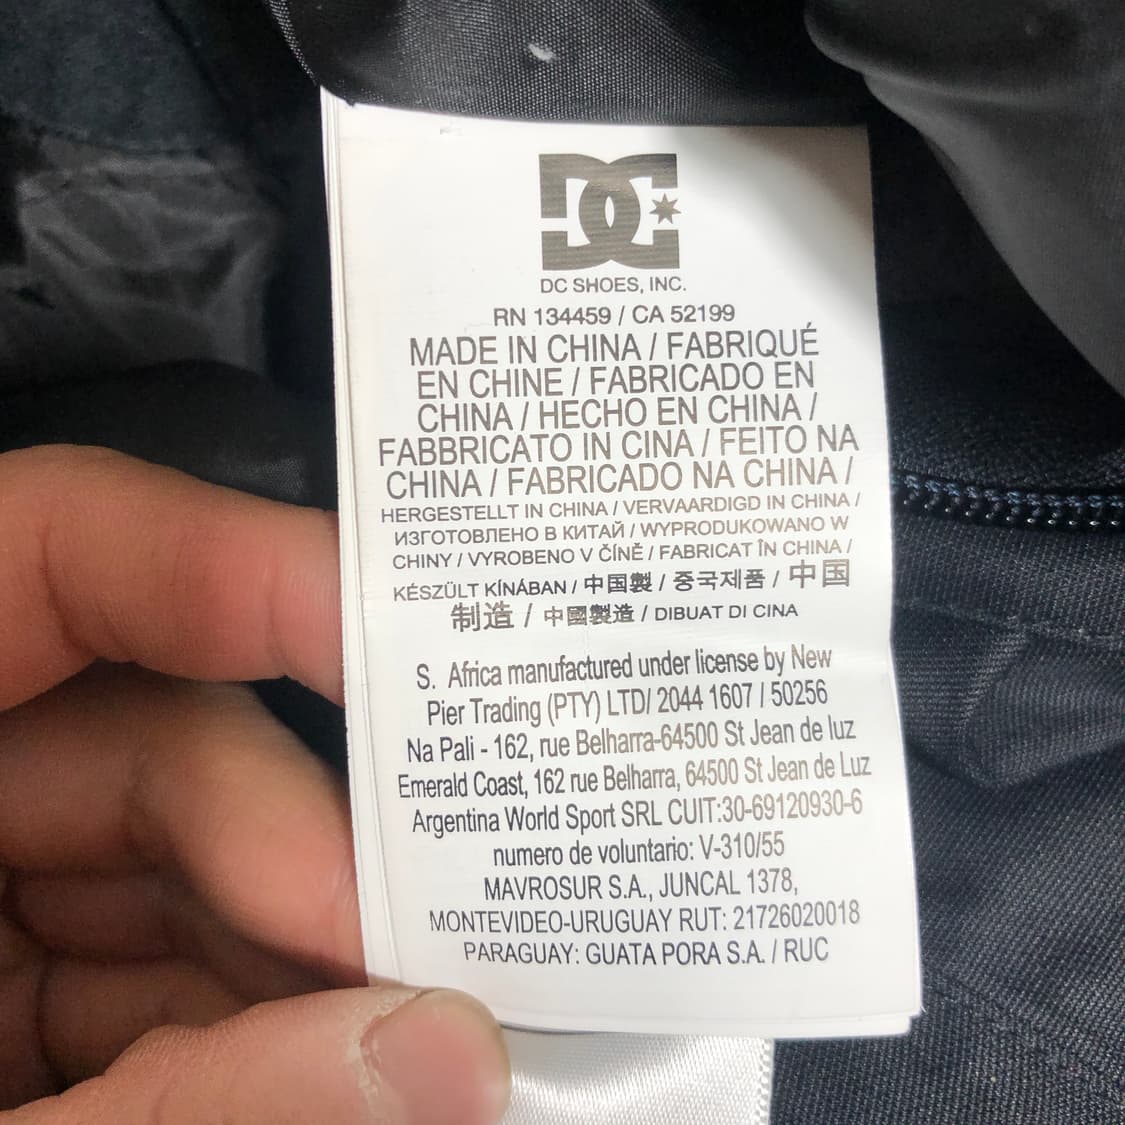 DC
DC SHOES, INC.
RN 134459 / CA 52199
MADE IN CHINA / FABRIQUÉ
EN CHINE / FABRICADO EN
CHINA / HECHO EN CHINA /
FABBRICATO IN CINA / FEITO NA
CHINA / FABRICADO NA CHINA /
HERGESTELLT IN CHINA / VERVAARDIGD IN CHINA /
ИЗГОТОВЛЕНО В КИТАЙ / WYPRODUKOWANO W
CHINY / VYROBENO V ČÍNĚ / FABRICAT ÎN CHINA /
KÉSZÜLT KÍNÁBAN / 中国製 / 중국제품 / 中国
制造 / 中國製造 / DIBUAT DI CINA
S. Africa manufactured under license by New
Pier Trading (PTY) LTD/ 2044 1607 / 50256
Na Pali - 162, rue Belharra-64500 St Jean de luz
Emerald Coast, 162 rue Belharra, 64500 St Jean de Luz
Argentina World Sport SRL CUIT:30-69120930-6
numero de voluntario: V-310/55
MAVROSUR S.A., JUNCAL 1378,
MONTEVIDEO-URUGUAY RUT: 21726020018
PARAGUAY: GUATA PORA S.A. / RUC